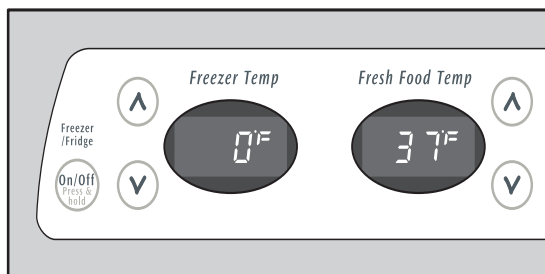 Freezer Temp
Fresh Food Temp
Freezer
/Fridge
0°F
37°F
On/Off
Press &
hold